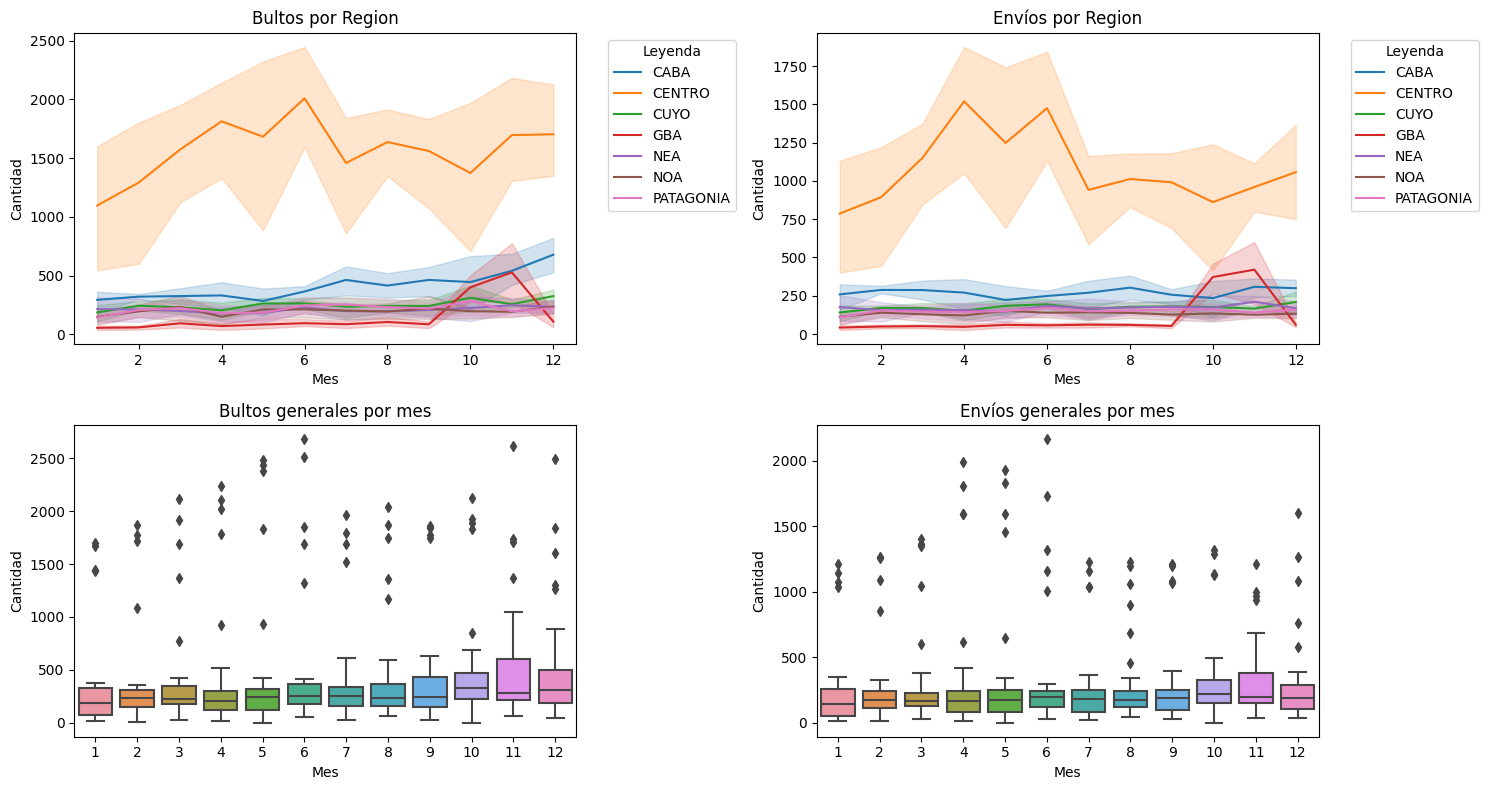 Bultos por Region
2500
2000
1500
1000
500
0
Cantidad
2
4
6
8
10
12
Mes
Leyenda
CABA
CENTRO
CUYO
GBA
NEA
NOA
PATAGONIA
Envíos por Region
1750
1500
1250
1000
750
500
250
0
Cantidad
2
4
6
8
10
12
Mes
Leyenda
CABA
CENTRO
CUYO
GBA
NEA
NOA
PATAGONIA
Bultos generales por mes
2500
2000
1500
1000
500
0
Cantidad
1
2
3
4
5
6
7
8
9
10
11
12
Mes
Envíos generales por mes
2000
1500
1000
500
0
Cantidad
1
2
3
4
5
6
7
8
9
10
11
12
Mes